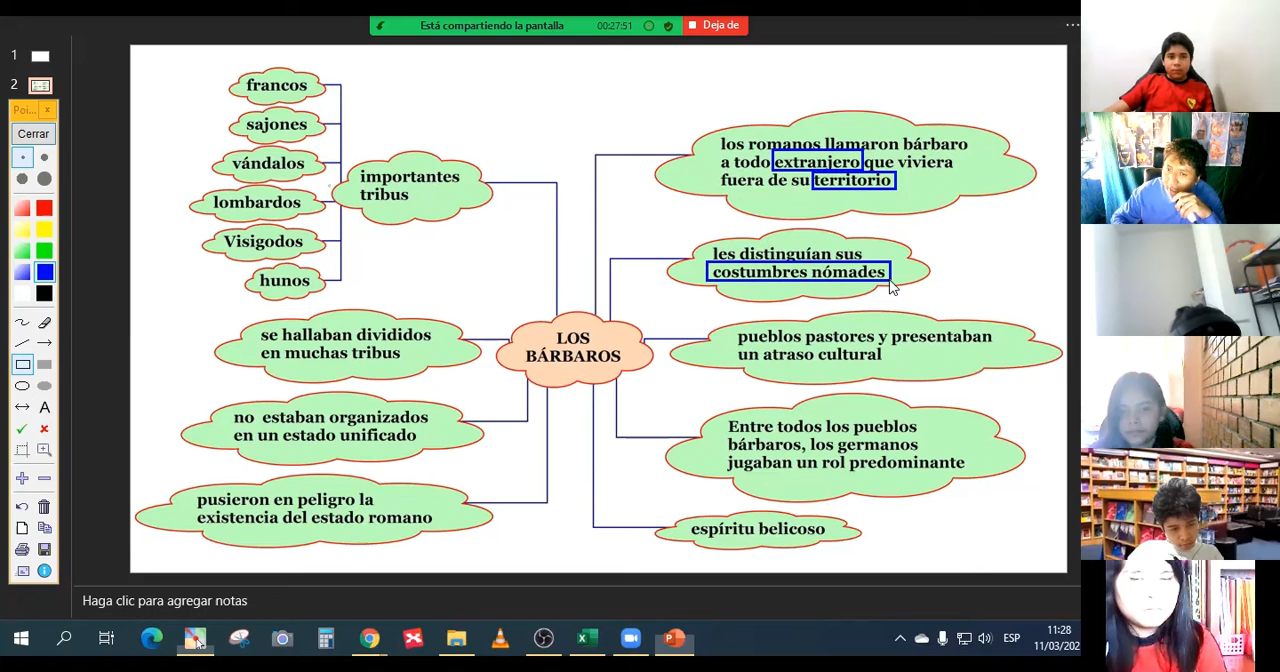 Está compartiendo la pantalla
00:27:51
Deja de
1
2
Poi...
Cerrar
A
francos
sajones
vándalos
lombardos
Visigodos
hunos
importantes
tribus
se hallaban divididos
en muchas tribus
no estaban organizados
en un estado unificado
pusieron en peligro la
existencia del estado romano
LOS
BÁRBAROS
los romanos llamaron bárbaro
a todo extranjero que viviera
fuera de su territorio
les distinguían sus
costumbres nómades
pueblos pastores y presentaban
un atraso cultural
Entre todos los pueblos
bárbaros, los germanos
jugaban un rol predominante
espíritu belicoso
Haga clic para agregar notas
ESP
11:28
11/03/202